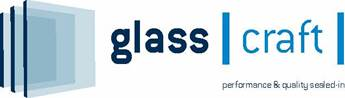 glass | craft |
performance & quality sealed-in